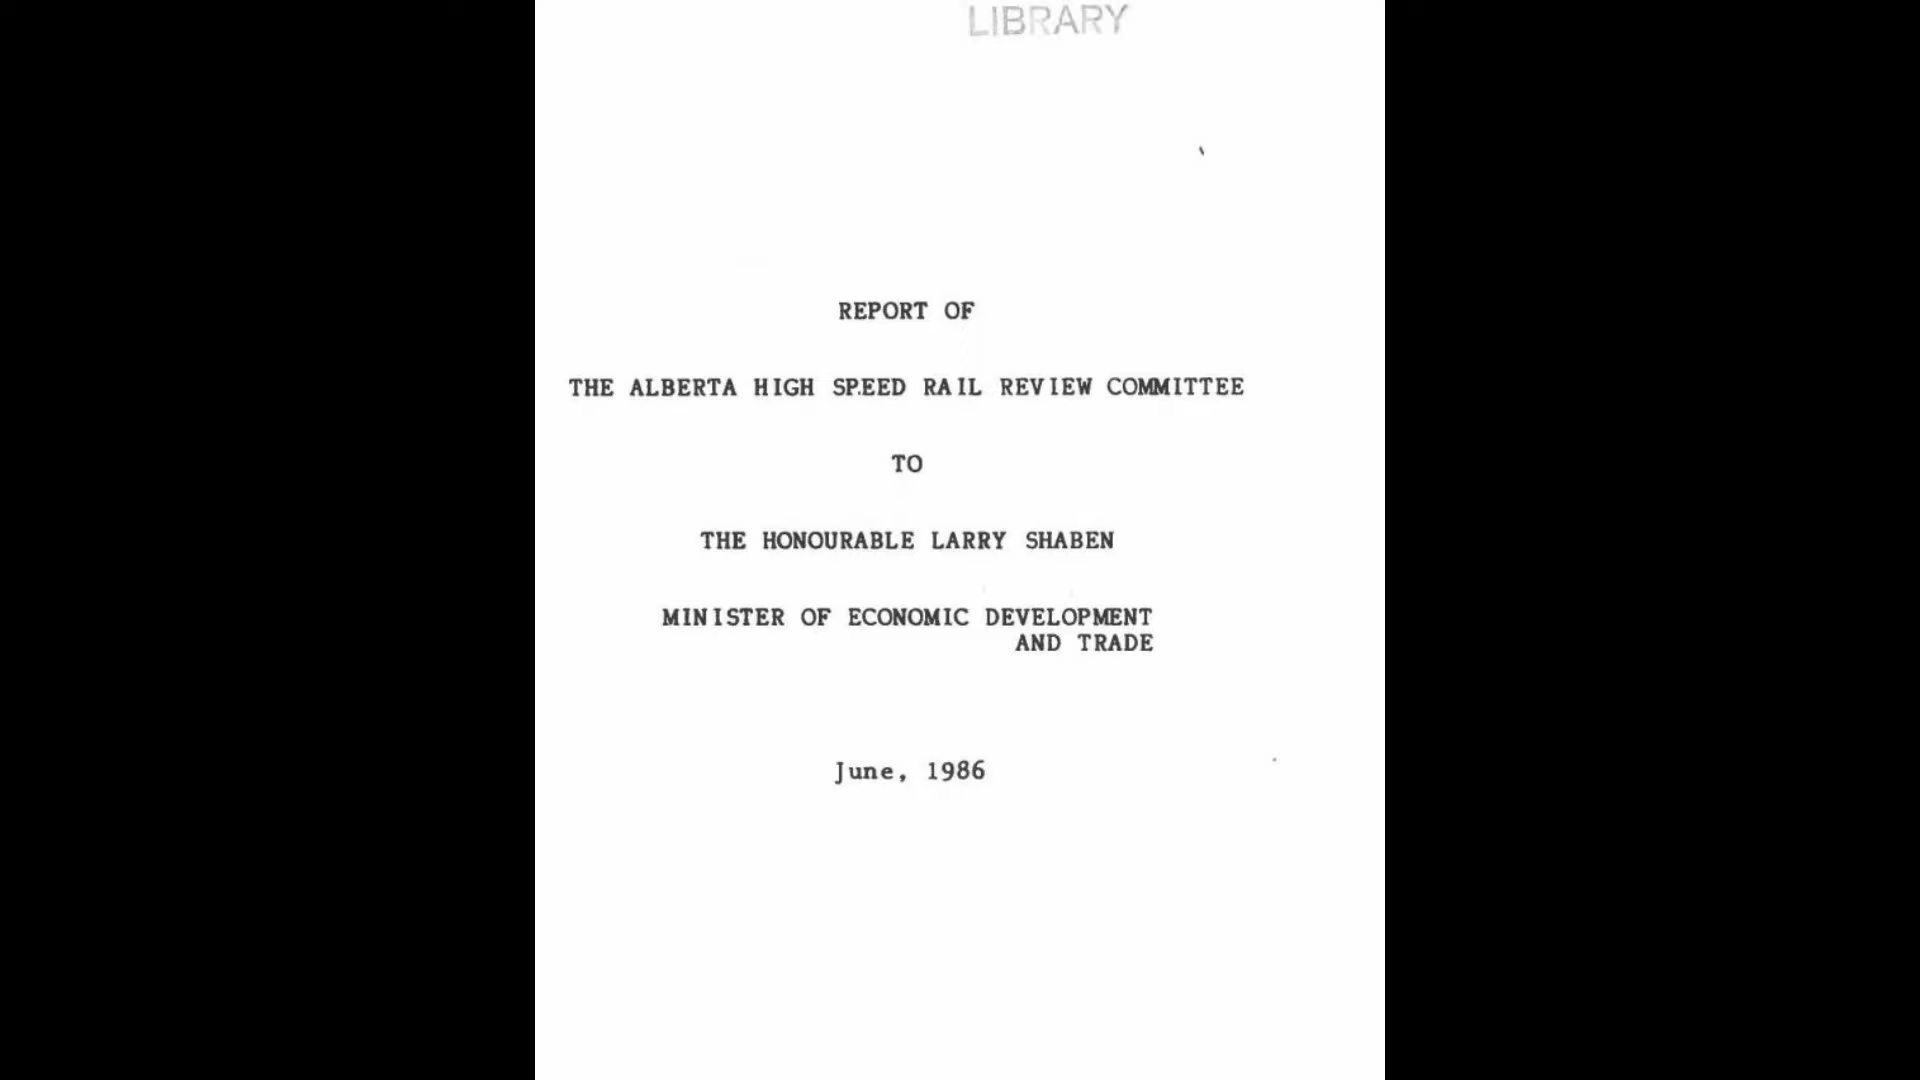 LIBRARY
REPORT OF
THE ALBERTA HIGH SPEED RAIL REVIEW COMMITTEE
TO
THE HONOURABLE LARRY SHABEN
MINISTER OF ECONOMIC DEVELOPMENT
AND TRADE
June, 1986